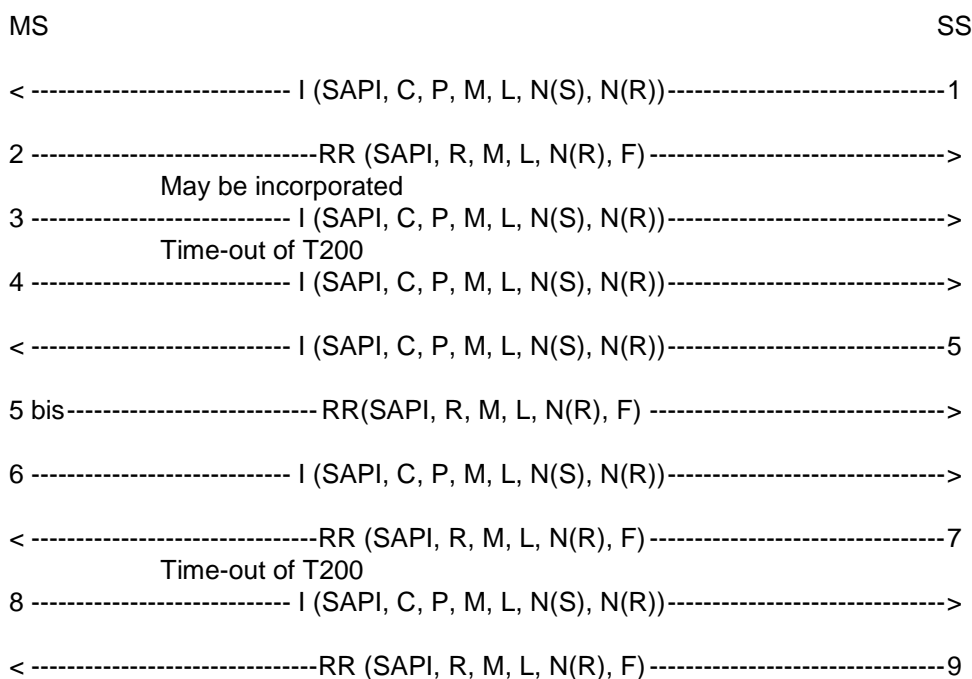 MS SS
< ----------------------------- I (SAPI, C, P, M, L, N(S), N(R))-------------------------------1
2 --------------------------------RR (SAPI, R, M, L, N(R), F) --------------------------------->
May be incorporated
3 ----------------------------- I (SAPI, C, P, M, L, N(S), N(R))------------------------------->
Time-out of T200
4 ----------------------------- I (SAPI, C, P, M, L, N(S), N(R))------------------------------->
< ----------------------------- I (SAPI, C, P, M, L, N(S), N(R))-------------------------------5
5 bis---------------------------- RR(SAPI, R, M, L, N(R), F) --------------------------------->
6 ----------------------------- I (SAPI, C, P, M, L, N(S), N(R))------------------------------->
< --------------------------------RR (SAPI, R, M, L, N(R), F) ---------------------------------7
Time-out of T200
8 ----------------------------- I (SAPI, C, P, M, L, N(S), N(R))------------------------------->
< --------------------------------RR (SAPI, R, M, L, N(R), F) ---------------------------------9